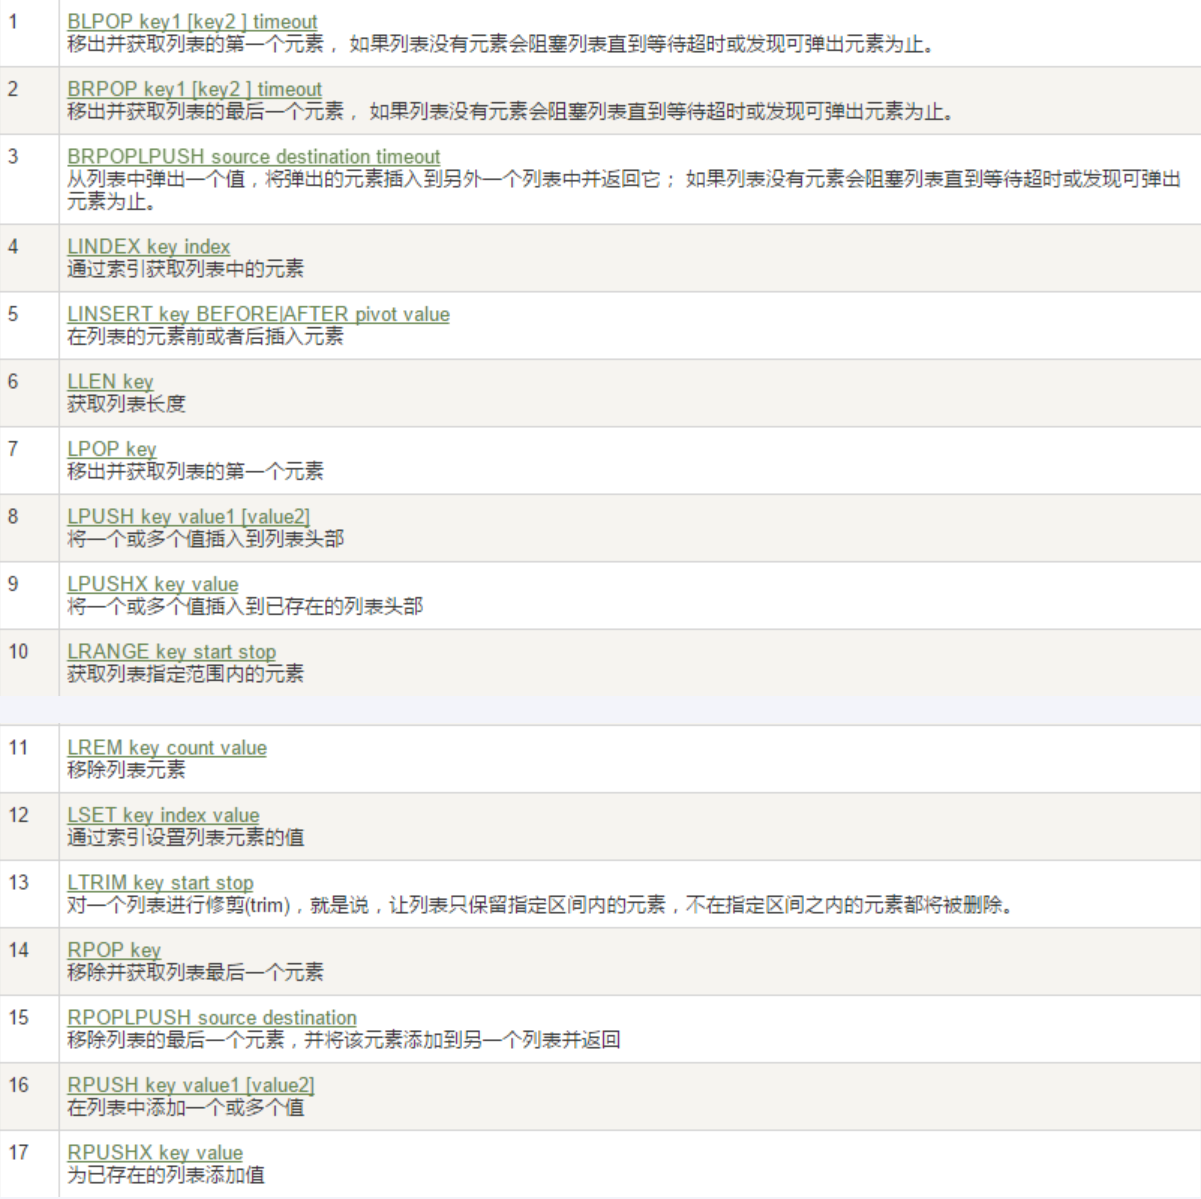 1 BLPOP key1 [key2 ] timeout
移出并获取列表的第一个元素， 如果列表没有元素会阻塞列表直到等待超时或发现可弹出元素为止。
2 BRPOP key1 [key2 ] timeout
移出并获取列表的最后一个元素， 如果列表没有元素会阻塞列表直到等待超时或发现可弹出元素为止。
3 BRPOPLPUSH source destination timeout
从列表中弹出一个值，将弹出的元素插入到另外一个列表中并返回它； 如果列表没有元素会阻塞列表直到等待超时或发现可弹出
元素为止。
4 LINDEX key index
通过索引获取列表中的元素
5 LINSERT key BEFORE|AFTER pivot value
在列表的元素前或者后插入元素
6 LLEN key
获取列表长度
7 LPOP key
移出并获取列表的第一个元素
8 LPUSH key value1 [value2]
将一个或多个值插入到列表头部
9 LPUSHX key value
将一个或多个值插入到已存在的列表头部
10 LRANGE key start stop
获取列表指定范围内的元素
11 LREM key count value
移除列表元素
12 LSET key index value
通过索引设置列表元素的值
13 LTRIM key start stop
对一个列表进行修剪(trim)，就是说，让列表只保留指定区间内的元素，不在指定区间之内的元素都将被删除。
14 RPOP key
移除并获取列表最后一个元素
15 RPOPLPUSH source destination
移除列表的最后一个元素，并将该元素添加到另一个列表并返回
16 RPUSH key value1 [value2]
在列表中添加一个或多个值
17 RPUSHX key value
为已存在的列表添加值